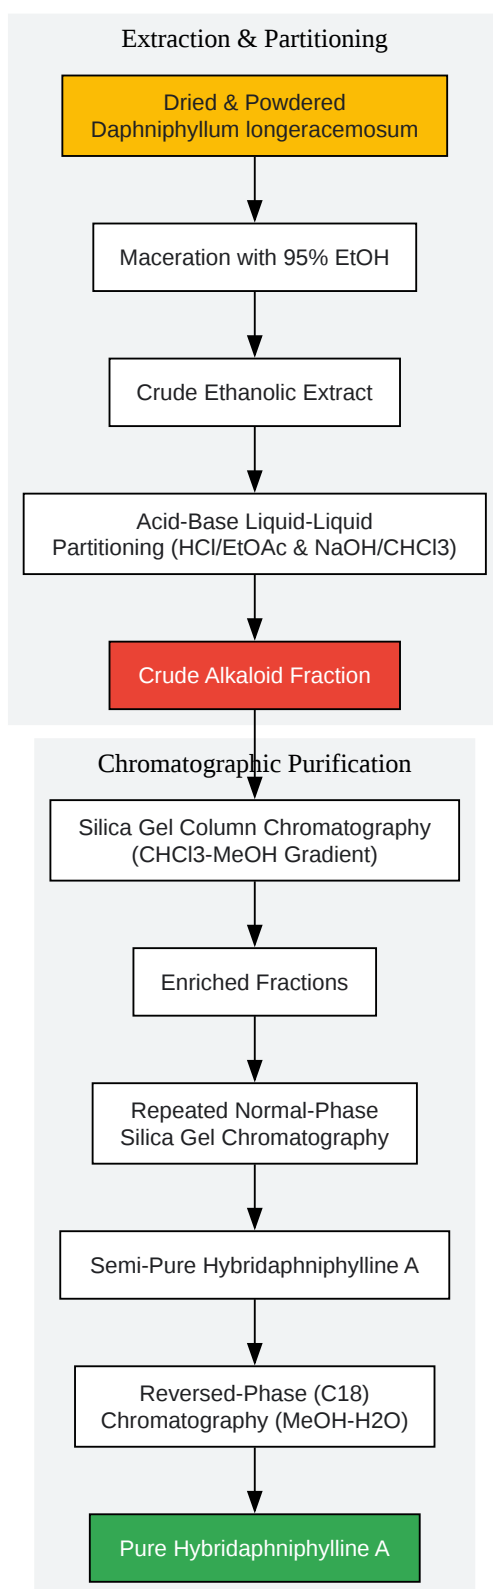 Extraction & Partitioning
Dried & Powdered
Daphniphyllum longeracemosum
Maceration with 95% EtOH
Crude Ethanolic Extract
Acid-Base Liquid-Liquid
Partitioning (HCl/EtOAc & NaOH/CHCl3)
Crude Alkaloid Fraction
Chromatographic Purification
Silica Gel Column Chromatography
(CHCl3-MeOH Gradient)
Enriched Fractions
Repeated Normal-Phase
Silica Gel Chromatography
Semi-Pure Hybridaphniphylline A
Reversed-Phase (C18)
Chromatography (MeOH-H2O)
Pure Hybridaphniphylline A